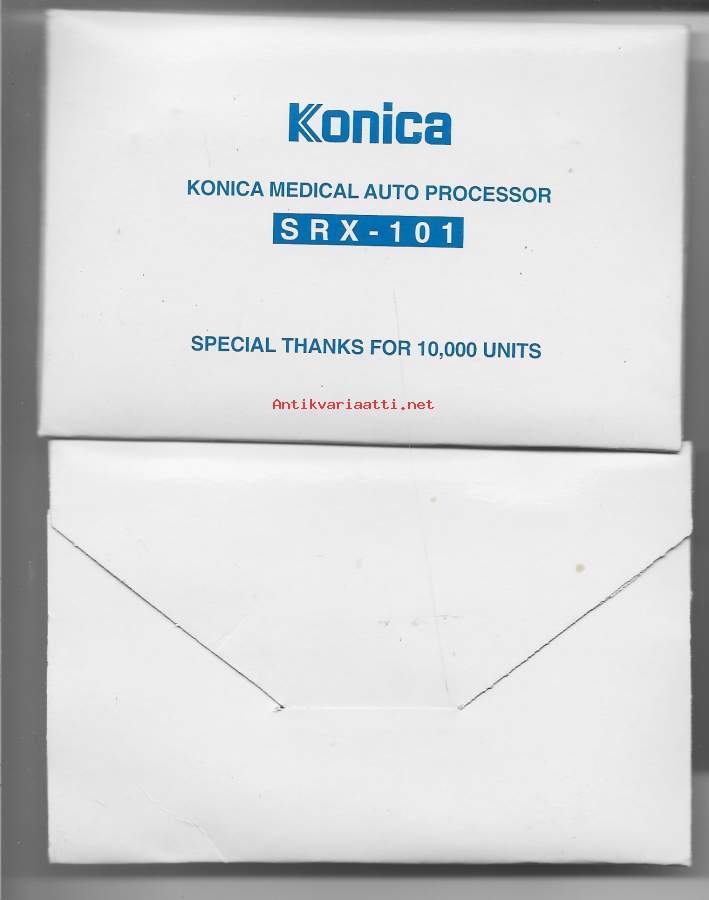 Konica
KONICA MEDICAL AUTO PROCESSOR
SRX-101
SPECIAL THANKS FOR 10,000 UNITS
Antikvariaatti.net